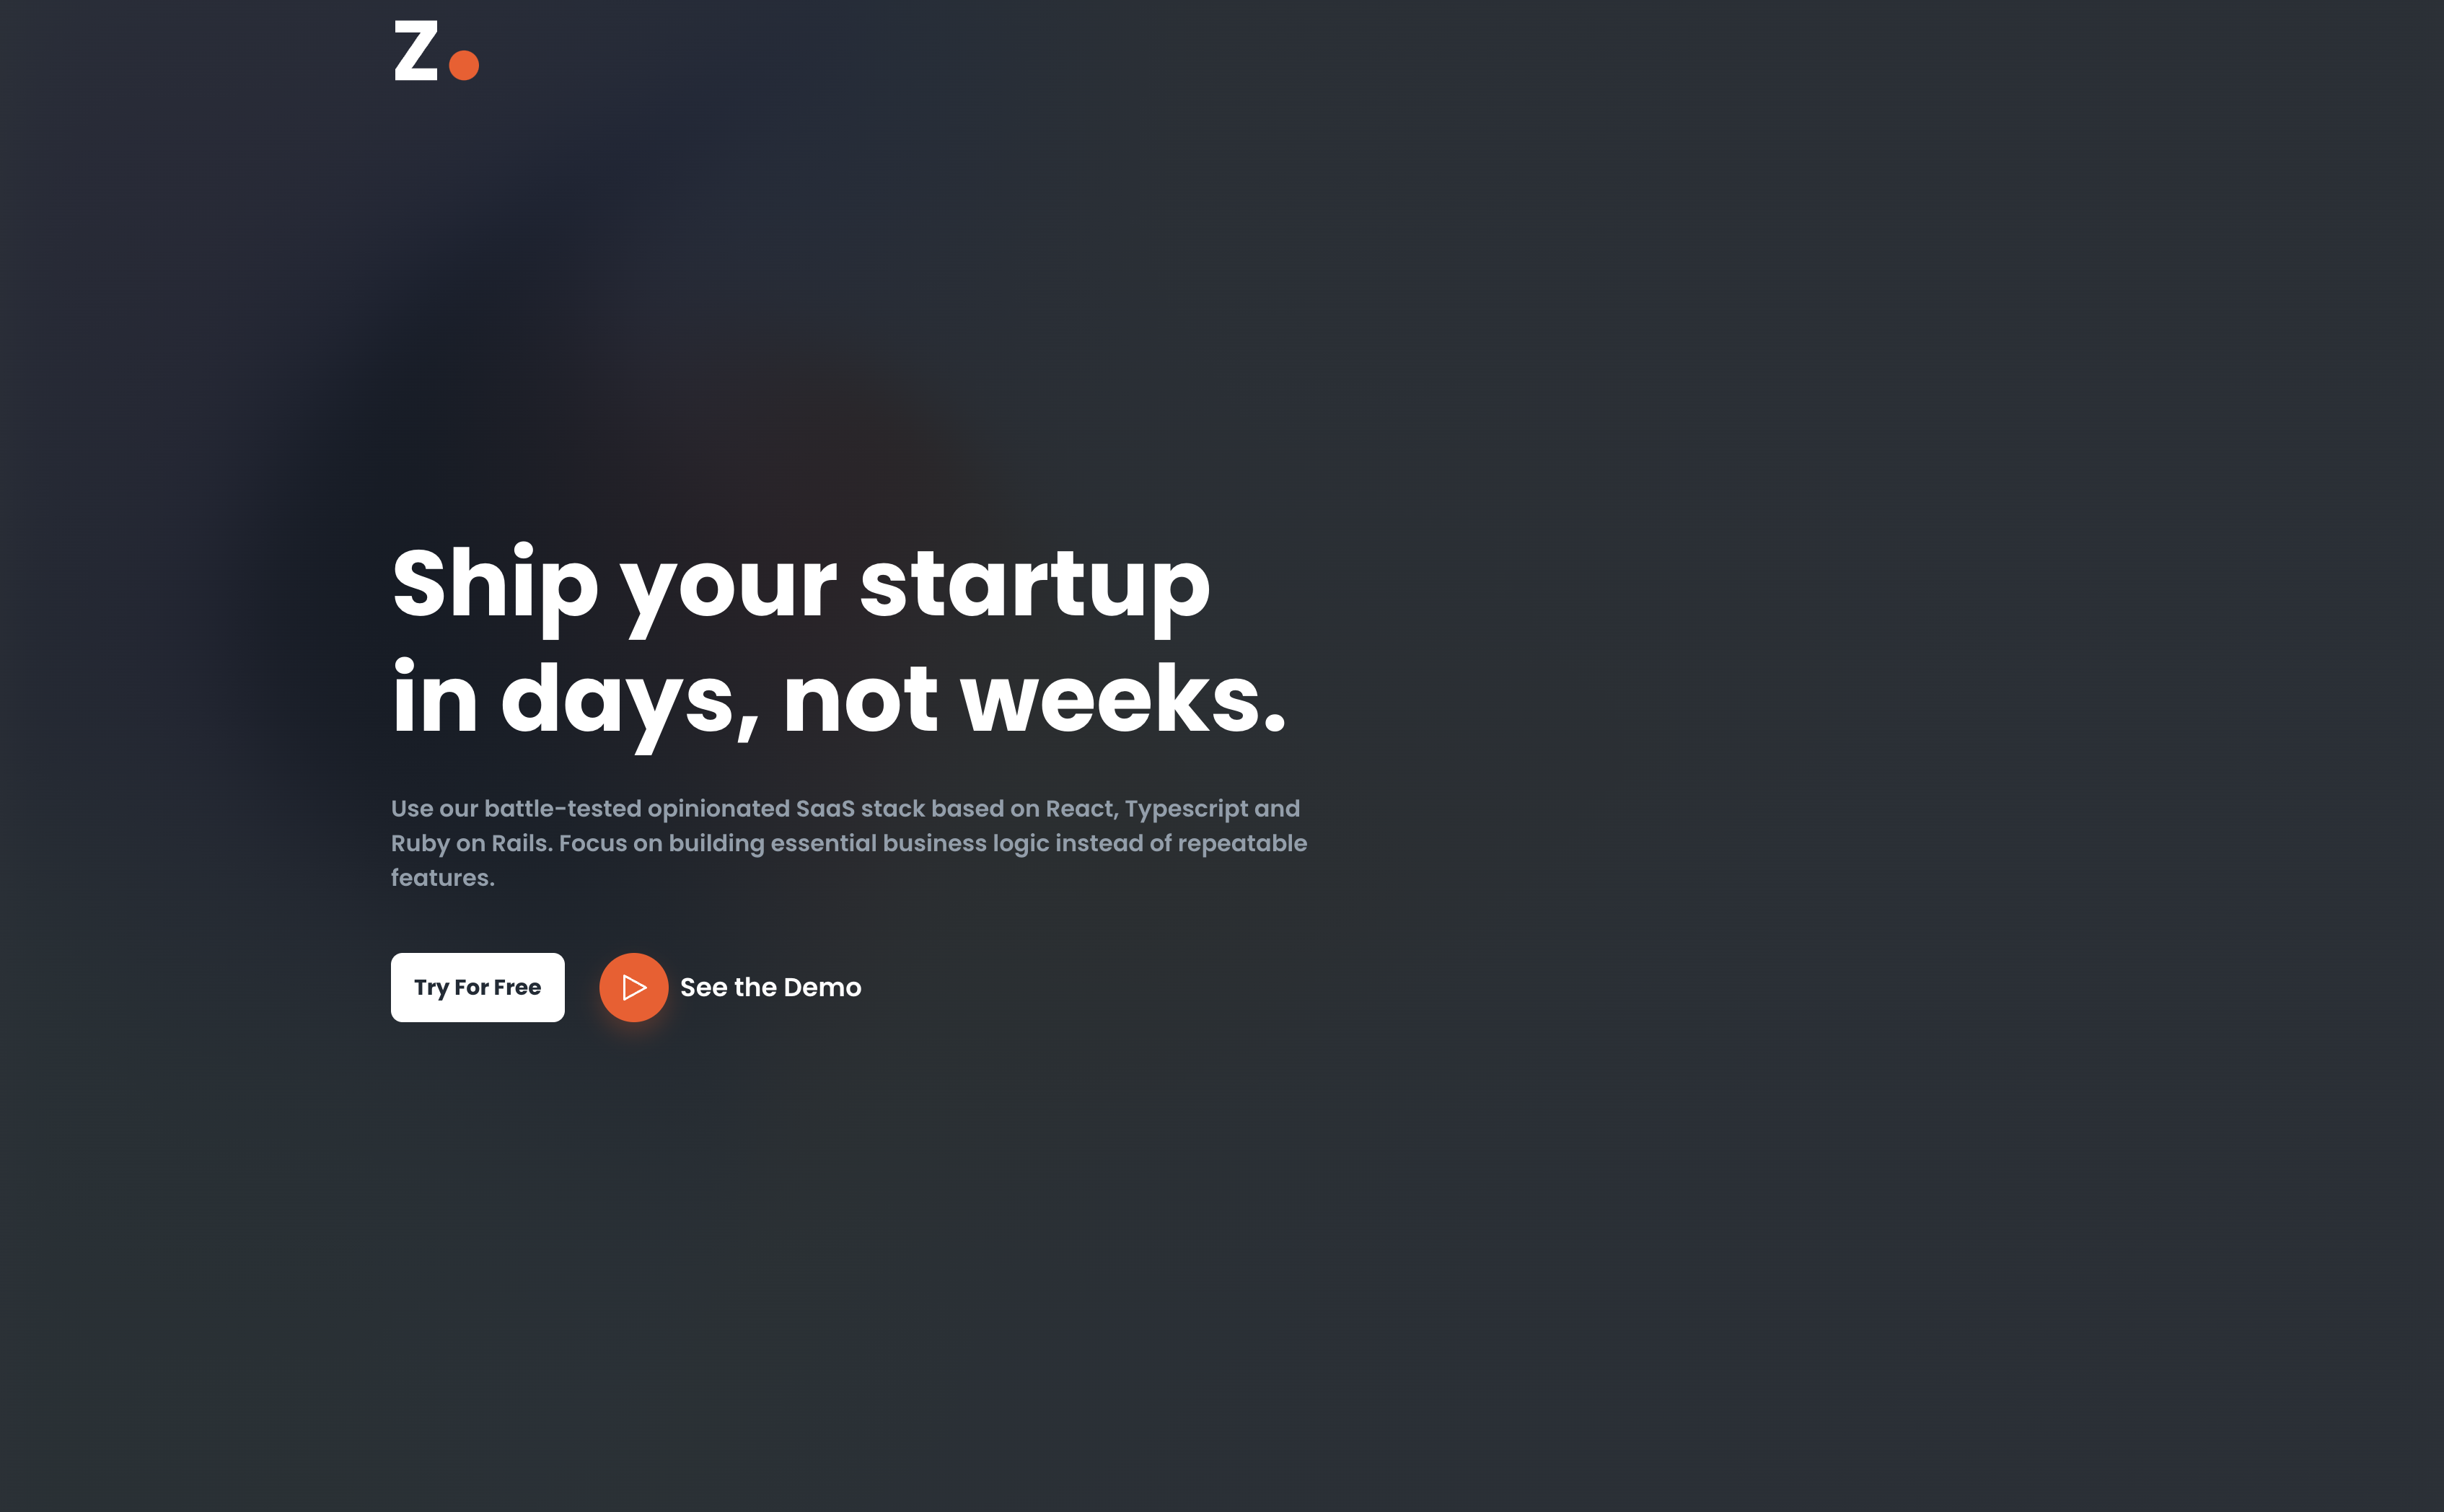 Z.
Ship your startup
in days, not weeks.
Use our battle-tested opinionated SaaS stack based on React, Typescript and
Ruby on Rails. Focus on building essential business logic instead of repeatable
features.
Try For Free
See the Demo